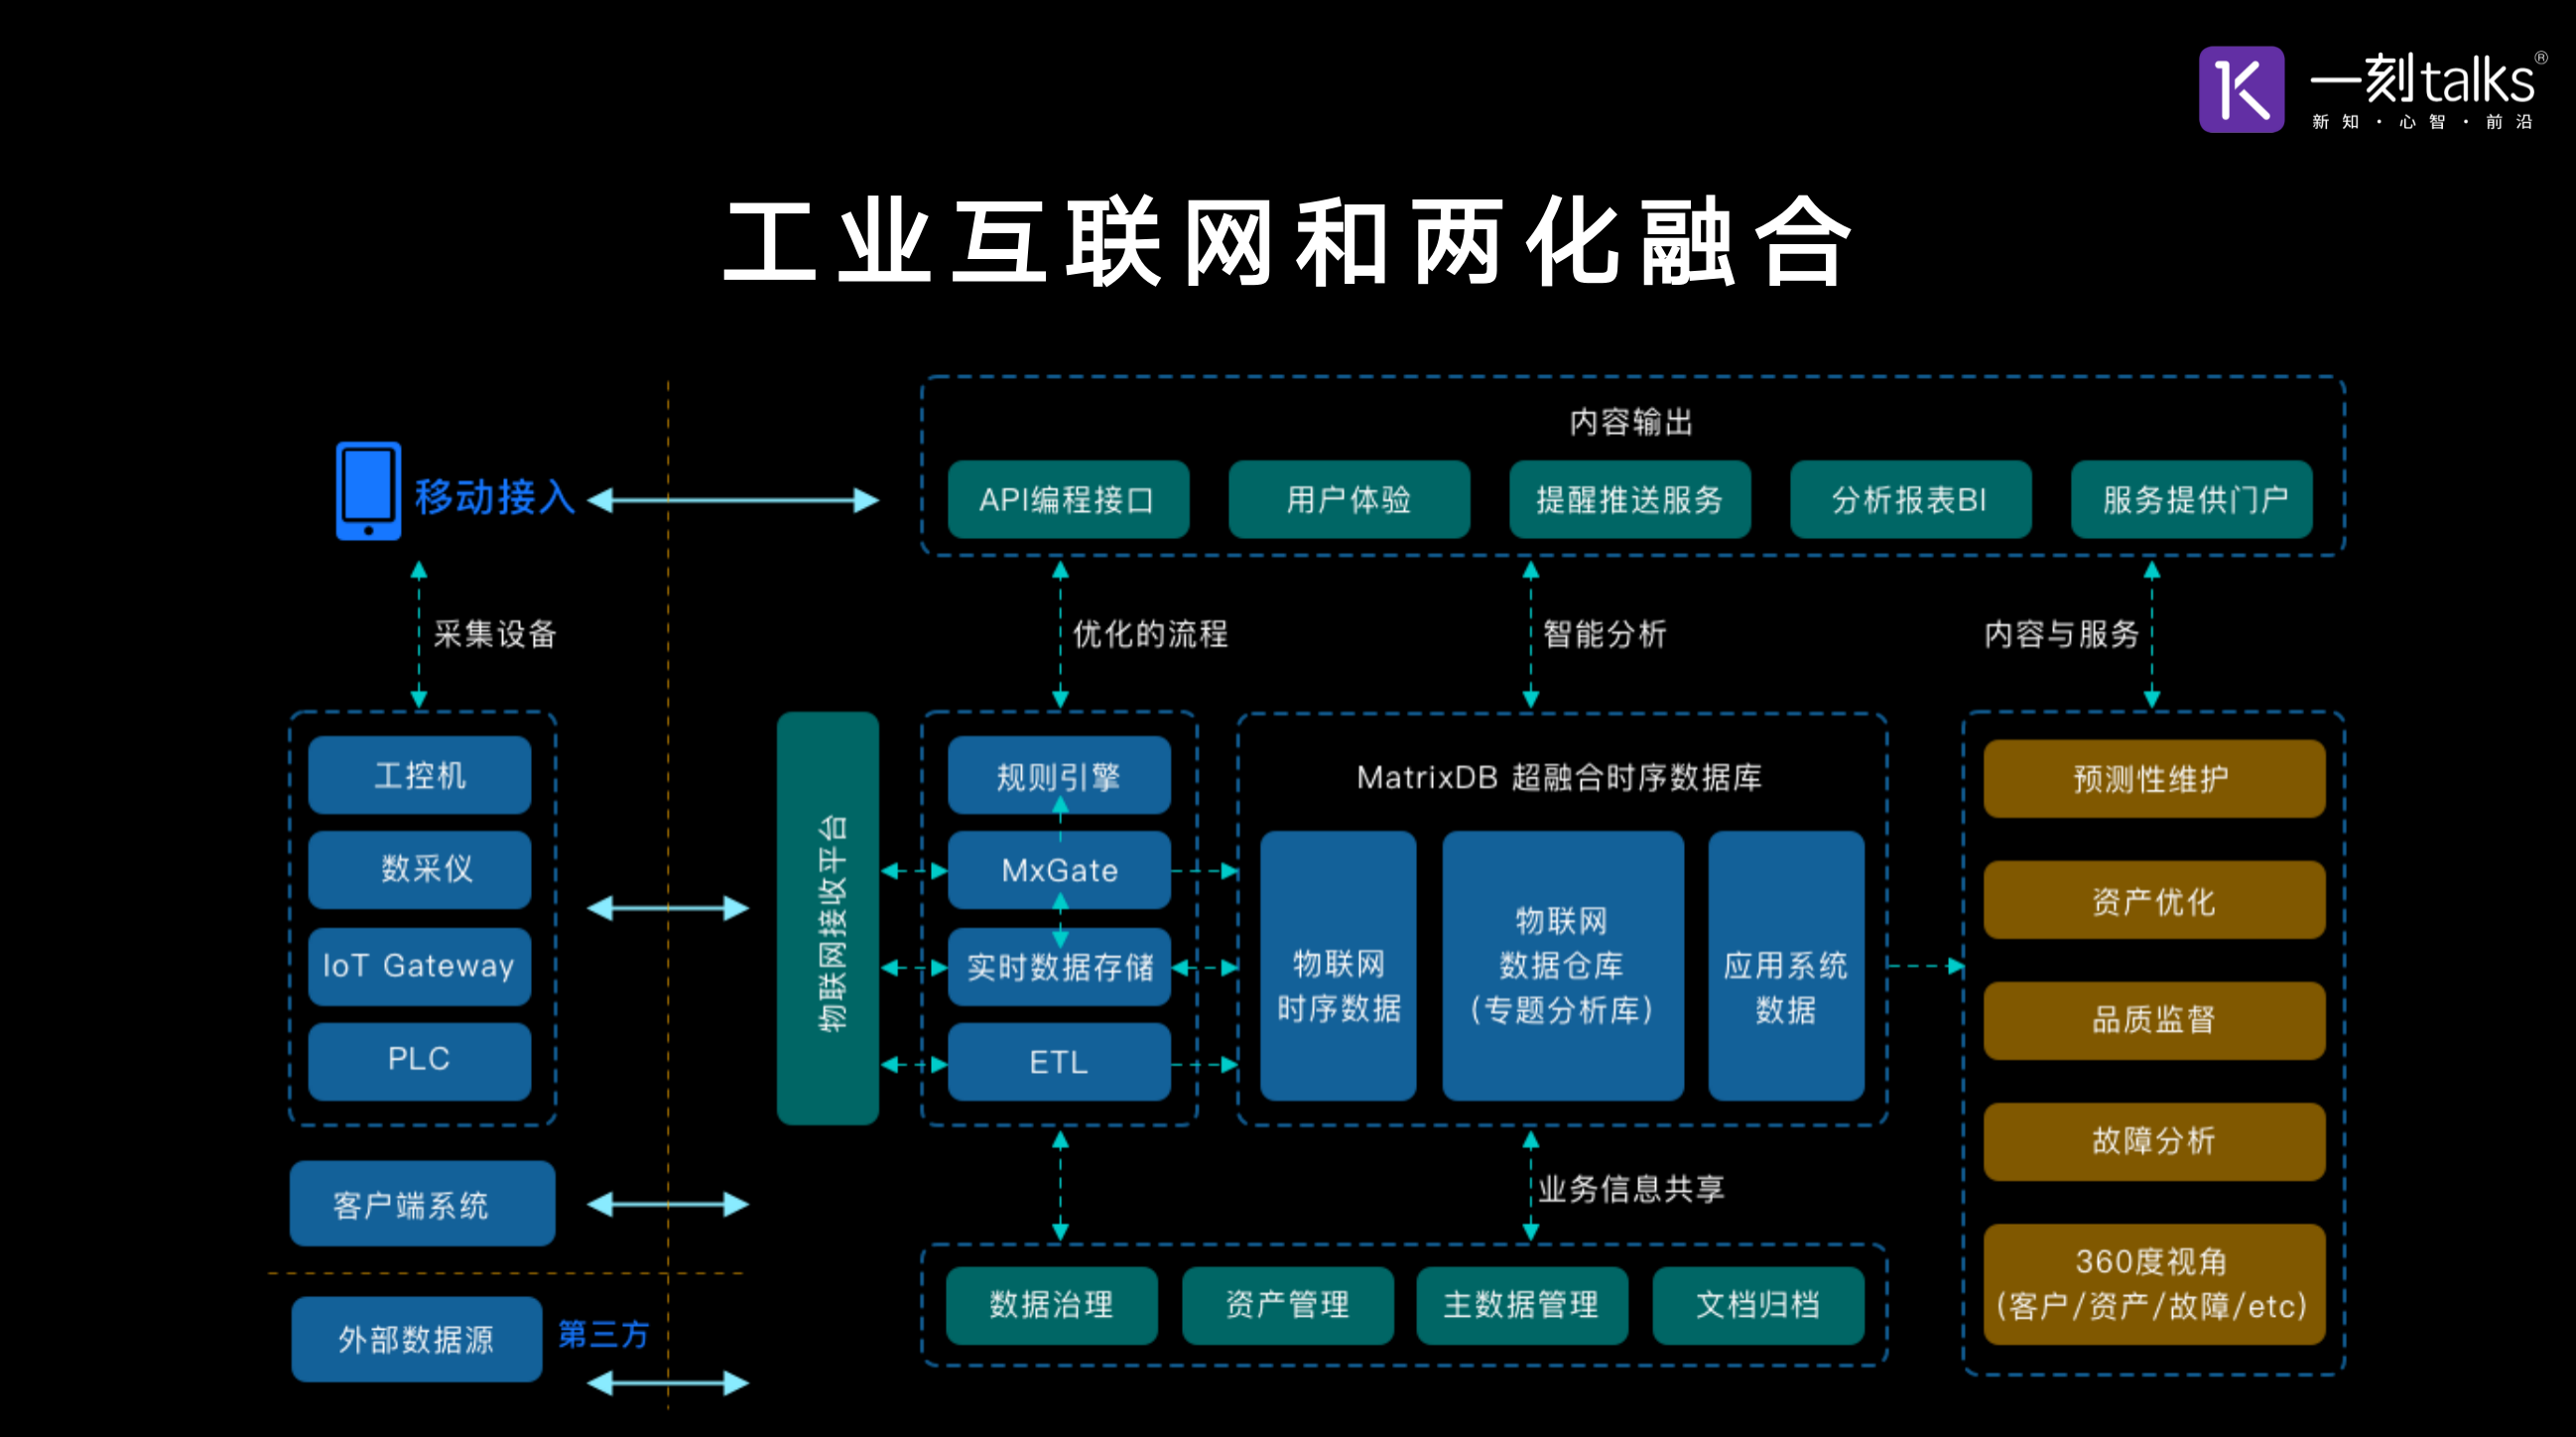 一刻talks®
新知·心智·前沿
工业互联网和两化融合
内容输出
移动接入
API编程接口
用户体验
提醒推送服务
分析报表BI
服务提供门户
采集设备
优化的流程
智能分析
内容与服务
工控机
数采仪
IoT Gateway
PLC
客户端系统
外部数据源
第三方
物联网接收平台
规则引擎
MxGate
实时数据存储
ETL
MatrixDB 超融合时序数据库
物联网
时序数据
物联网
数据仓库
(专题分析库)
应用系统
数据
预测性维护
资产优化
品质监督
故障分析
360度视角
(客户/资产/故障/etc)
业务信息共享
数据治理
资产管理
主数据管理
文档归档